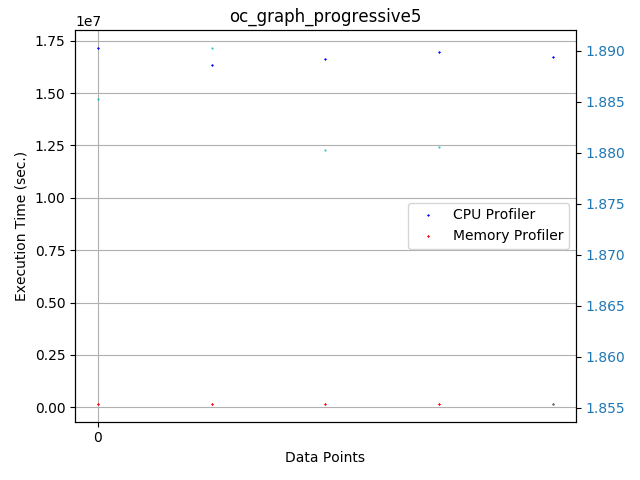 oc_graph_progressive5
1e7
1.75
1.50
1.25
1.00
0.75
0.50
0.25
0.00
Execution Time (sec.)
0
Data Points
CPU Profiler
Memory Profiler
1.890
1.885
1.880
1.875
1.870
1.865
1.860
1.855